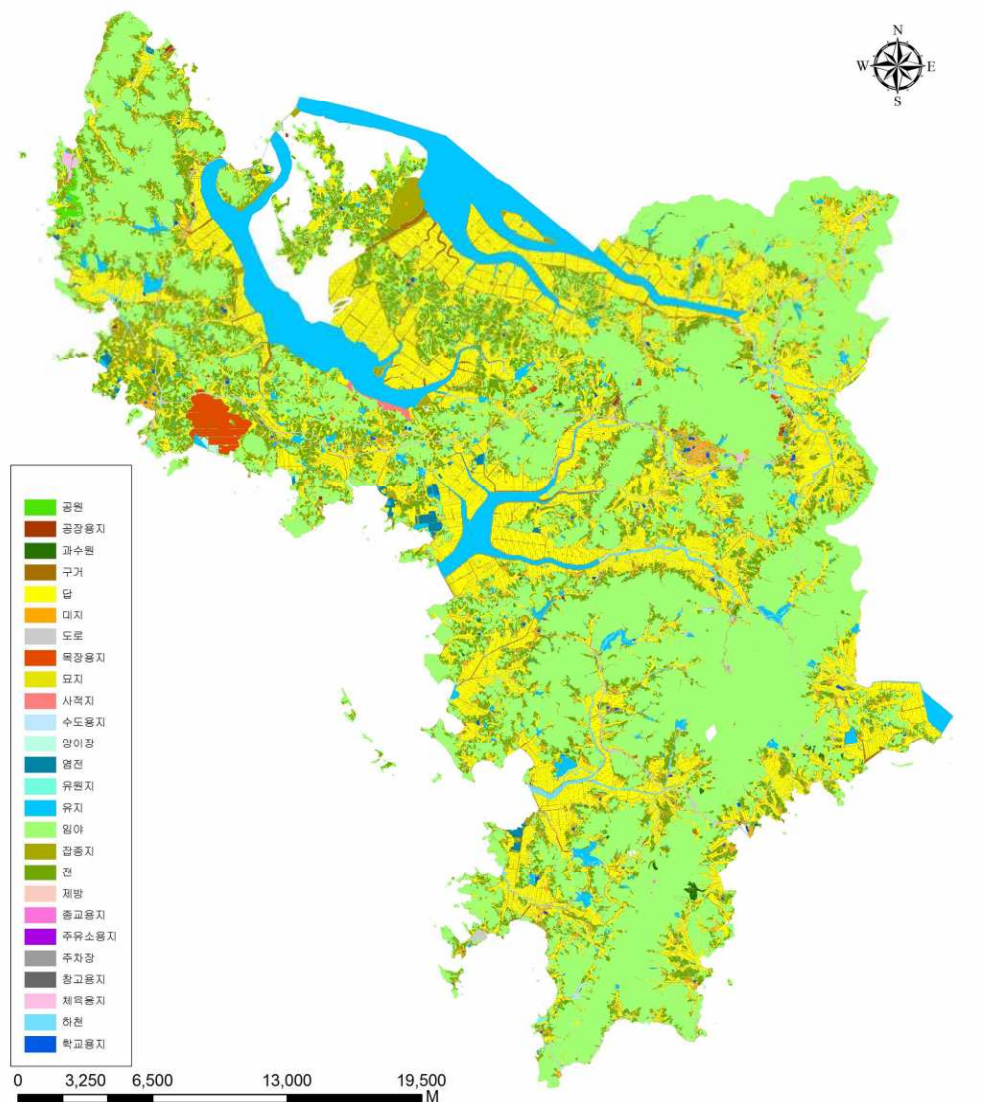 N
W E
S
공원
공장용지
과수원
구거
답
대지
도로
목장용지
묘지
사적지
수도용지
양어장
염전
유원지
유지
임야
잡종지
전
제방
종교용지
주유소용지
주차장
창고용지
체육용지
하천
학교용지
0 3,250 6,500 13,000 19,500
M